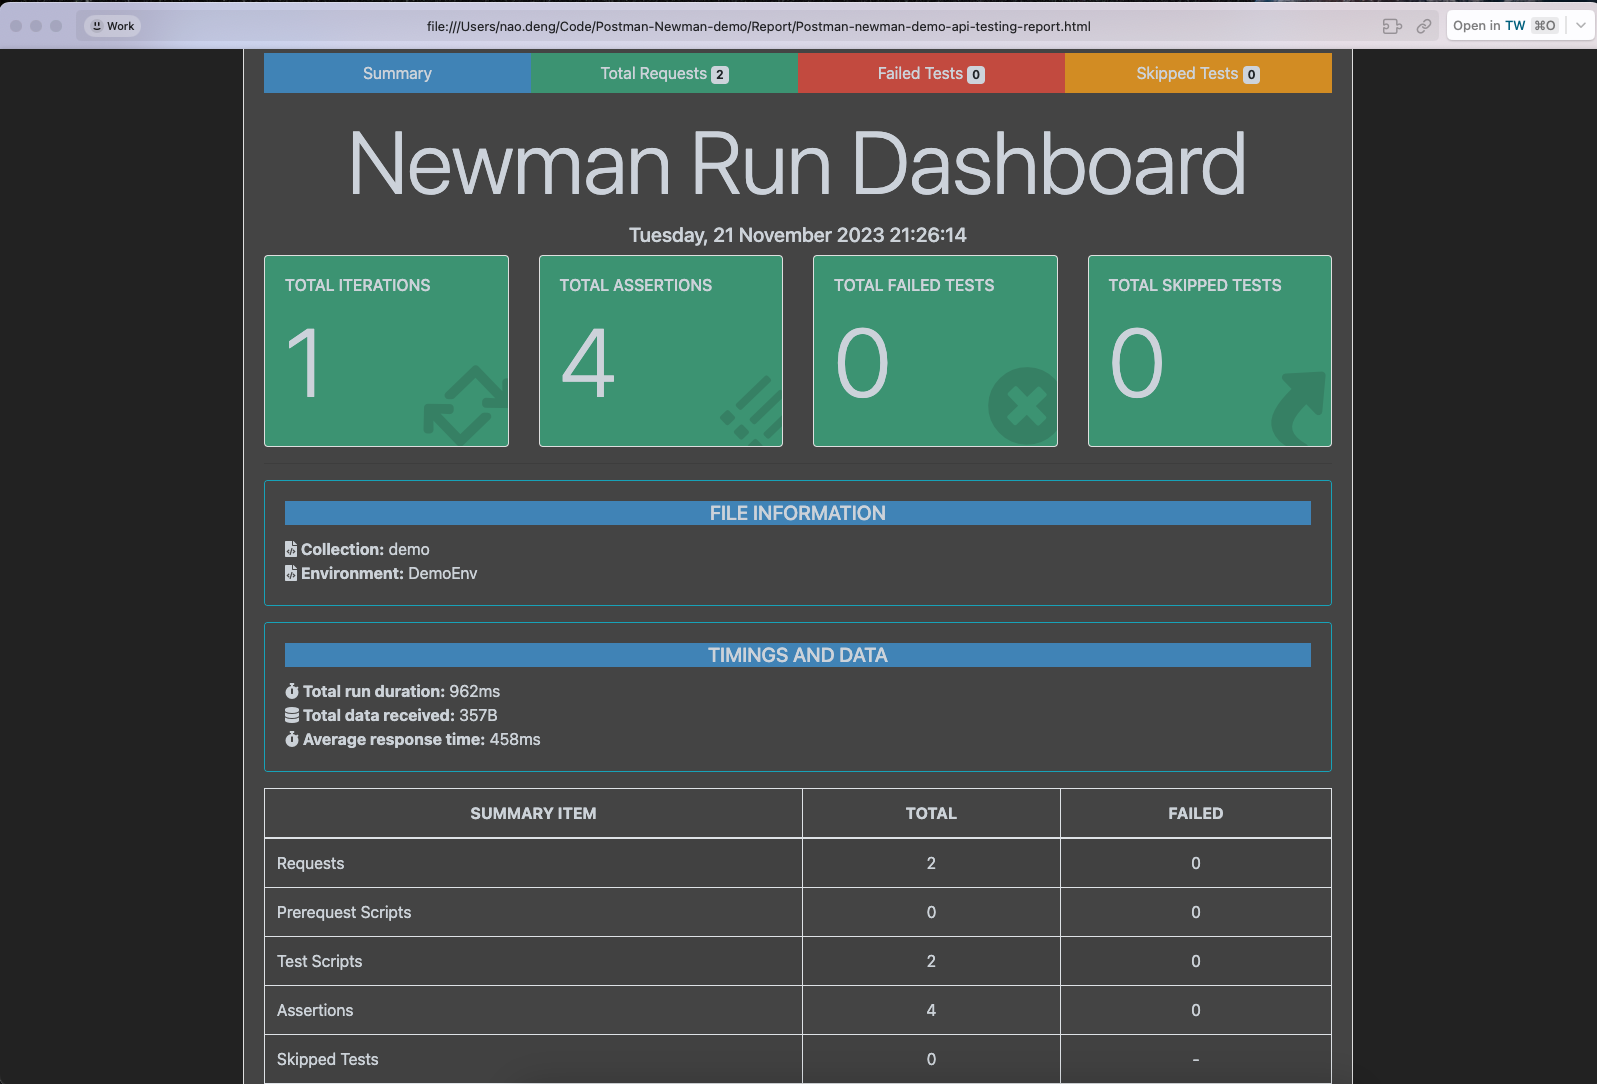 Work
file:///Users/nao.deng/Code/Postman-Newman-demo/Report/Postman-newman-demo-api-testing-report.html
Open in TW ⌘O
Summary
Total Requests 2
Failed Tests 0
Skipped Tests 0
Newman Run Dashboard
Tuesday, 21 November 2023 21:26:14
TOTAL ITERATIONS
1
TOTAL ASSERTIONS
4
TOTAL FAILED TESTS
0
TOTAL SKIPPED TESTS
0
FILE INFORMATION
Collection: demo
Environment: DemoEnv
TIMINGS AND DATA
Total run duration: 962ms
Total data received: 357B
Average response time: 458ms
SUMMARY ITEM TOTAL FAILED
Requests 2 0
Prerequest Scripts 0 0
Test Scripts 2 0
Assertions 4 0
Skipped Tests 0 -